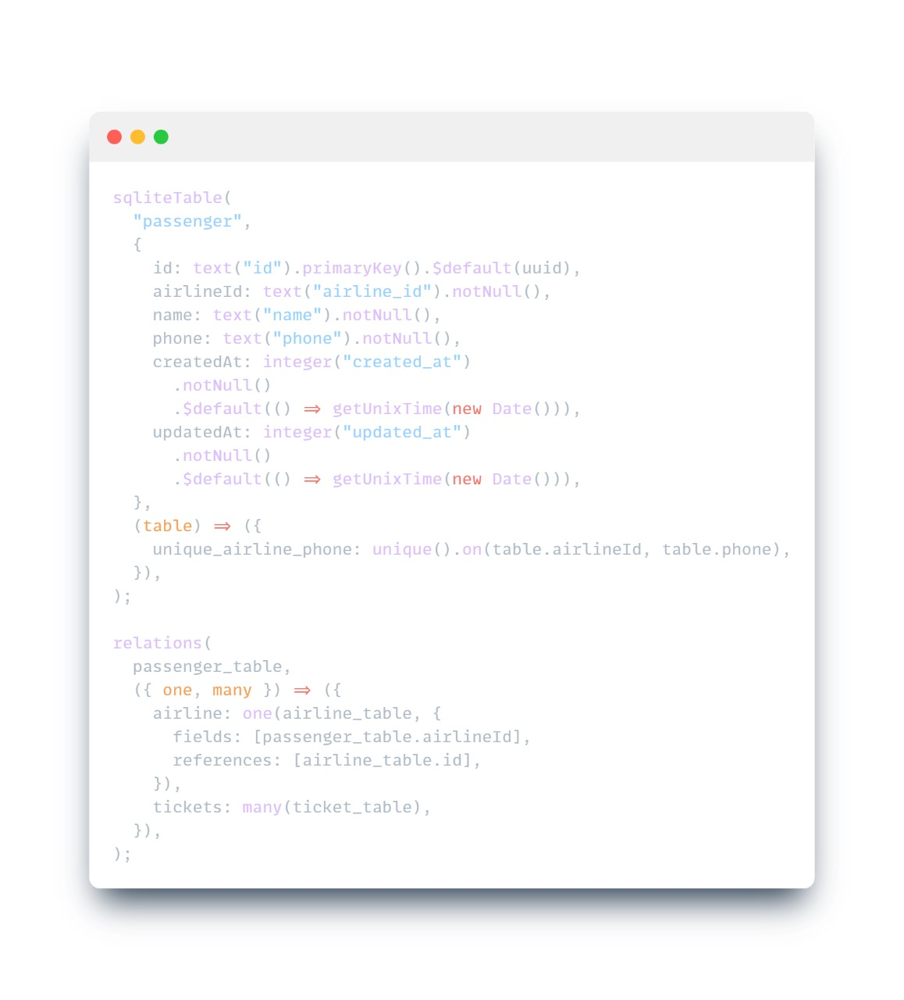 sqliteTable(
  "passenger",
  {
    id: text("id").primaryKey().$default(uuid),
    airlineId: text("airline_id").notNull(),
    name: text("name").notNull(),
    phone: text("phone").notNull(),
    createdAt: integer("created_at")
      .notNull()
      .$default(() => getUnixTime(new Date())),
    updatedAt: integer("updated_at")
      .notNull()
      .$default(() => getUnixTime(new Date())),
  },
  (table) => ({
    unique_airline_phone: unique().on(table.airlineId, table.phone),
  }),
);

relations(
  passenger_table,
  ({ one, many }) => ({
    airline: one(airline_table, {
      fields: [passenger_table.airlineId],
      references: [airline_table.id],
    }),
    tickets: many(ticket_table),
  }),
);